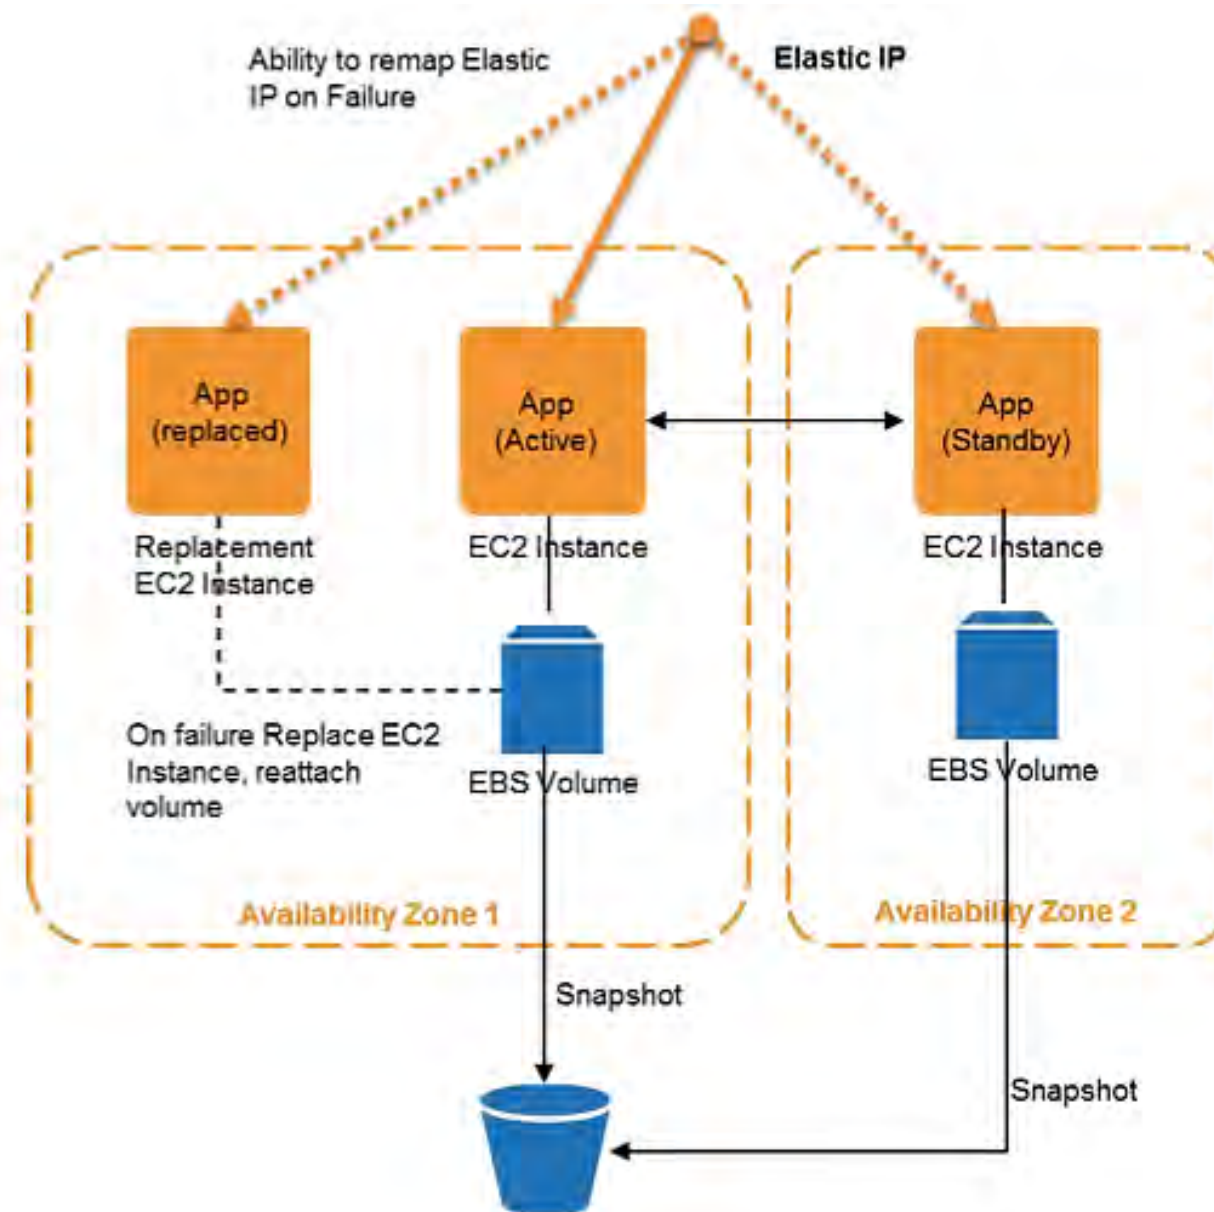 Ability to remap Elastic
IP on Failure
Elastic IP
App
(replaced)
App
(Active)
App
(Standby)
Replacement
EC2 Instance
EC2 Instance
EC2 Instance
On failure Replace EC2
Instance, reattach
volume
EBS Volume
EBS Volume
Availability Zone 1
Availability Zone 2
Snapshot
Snapshot